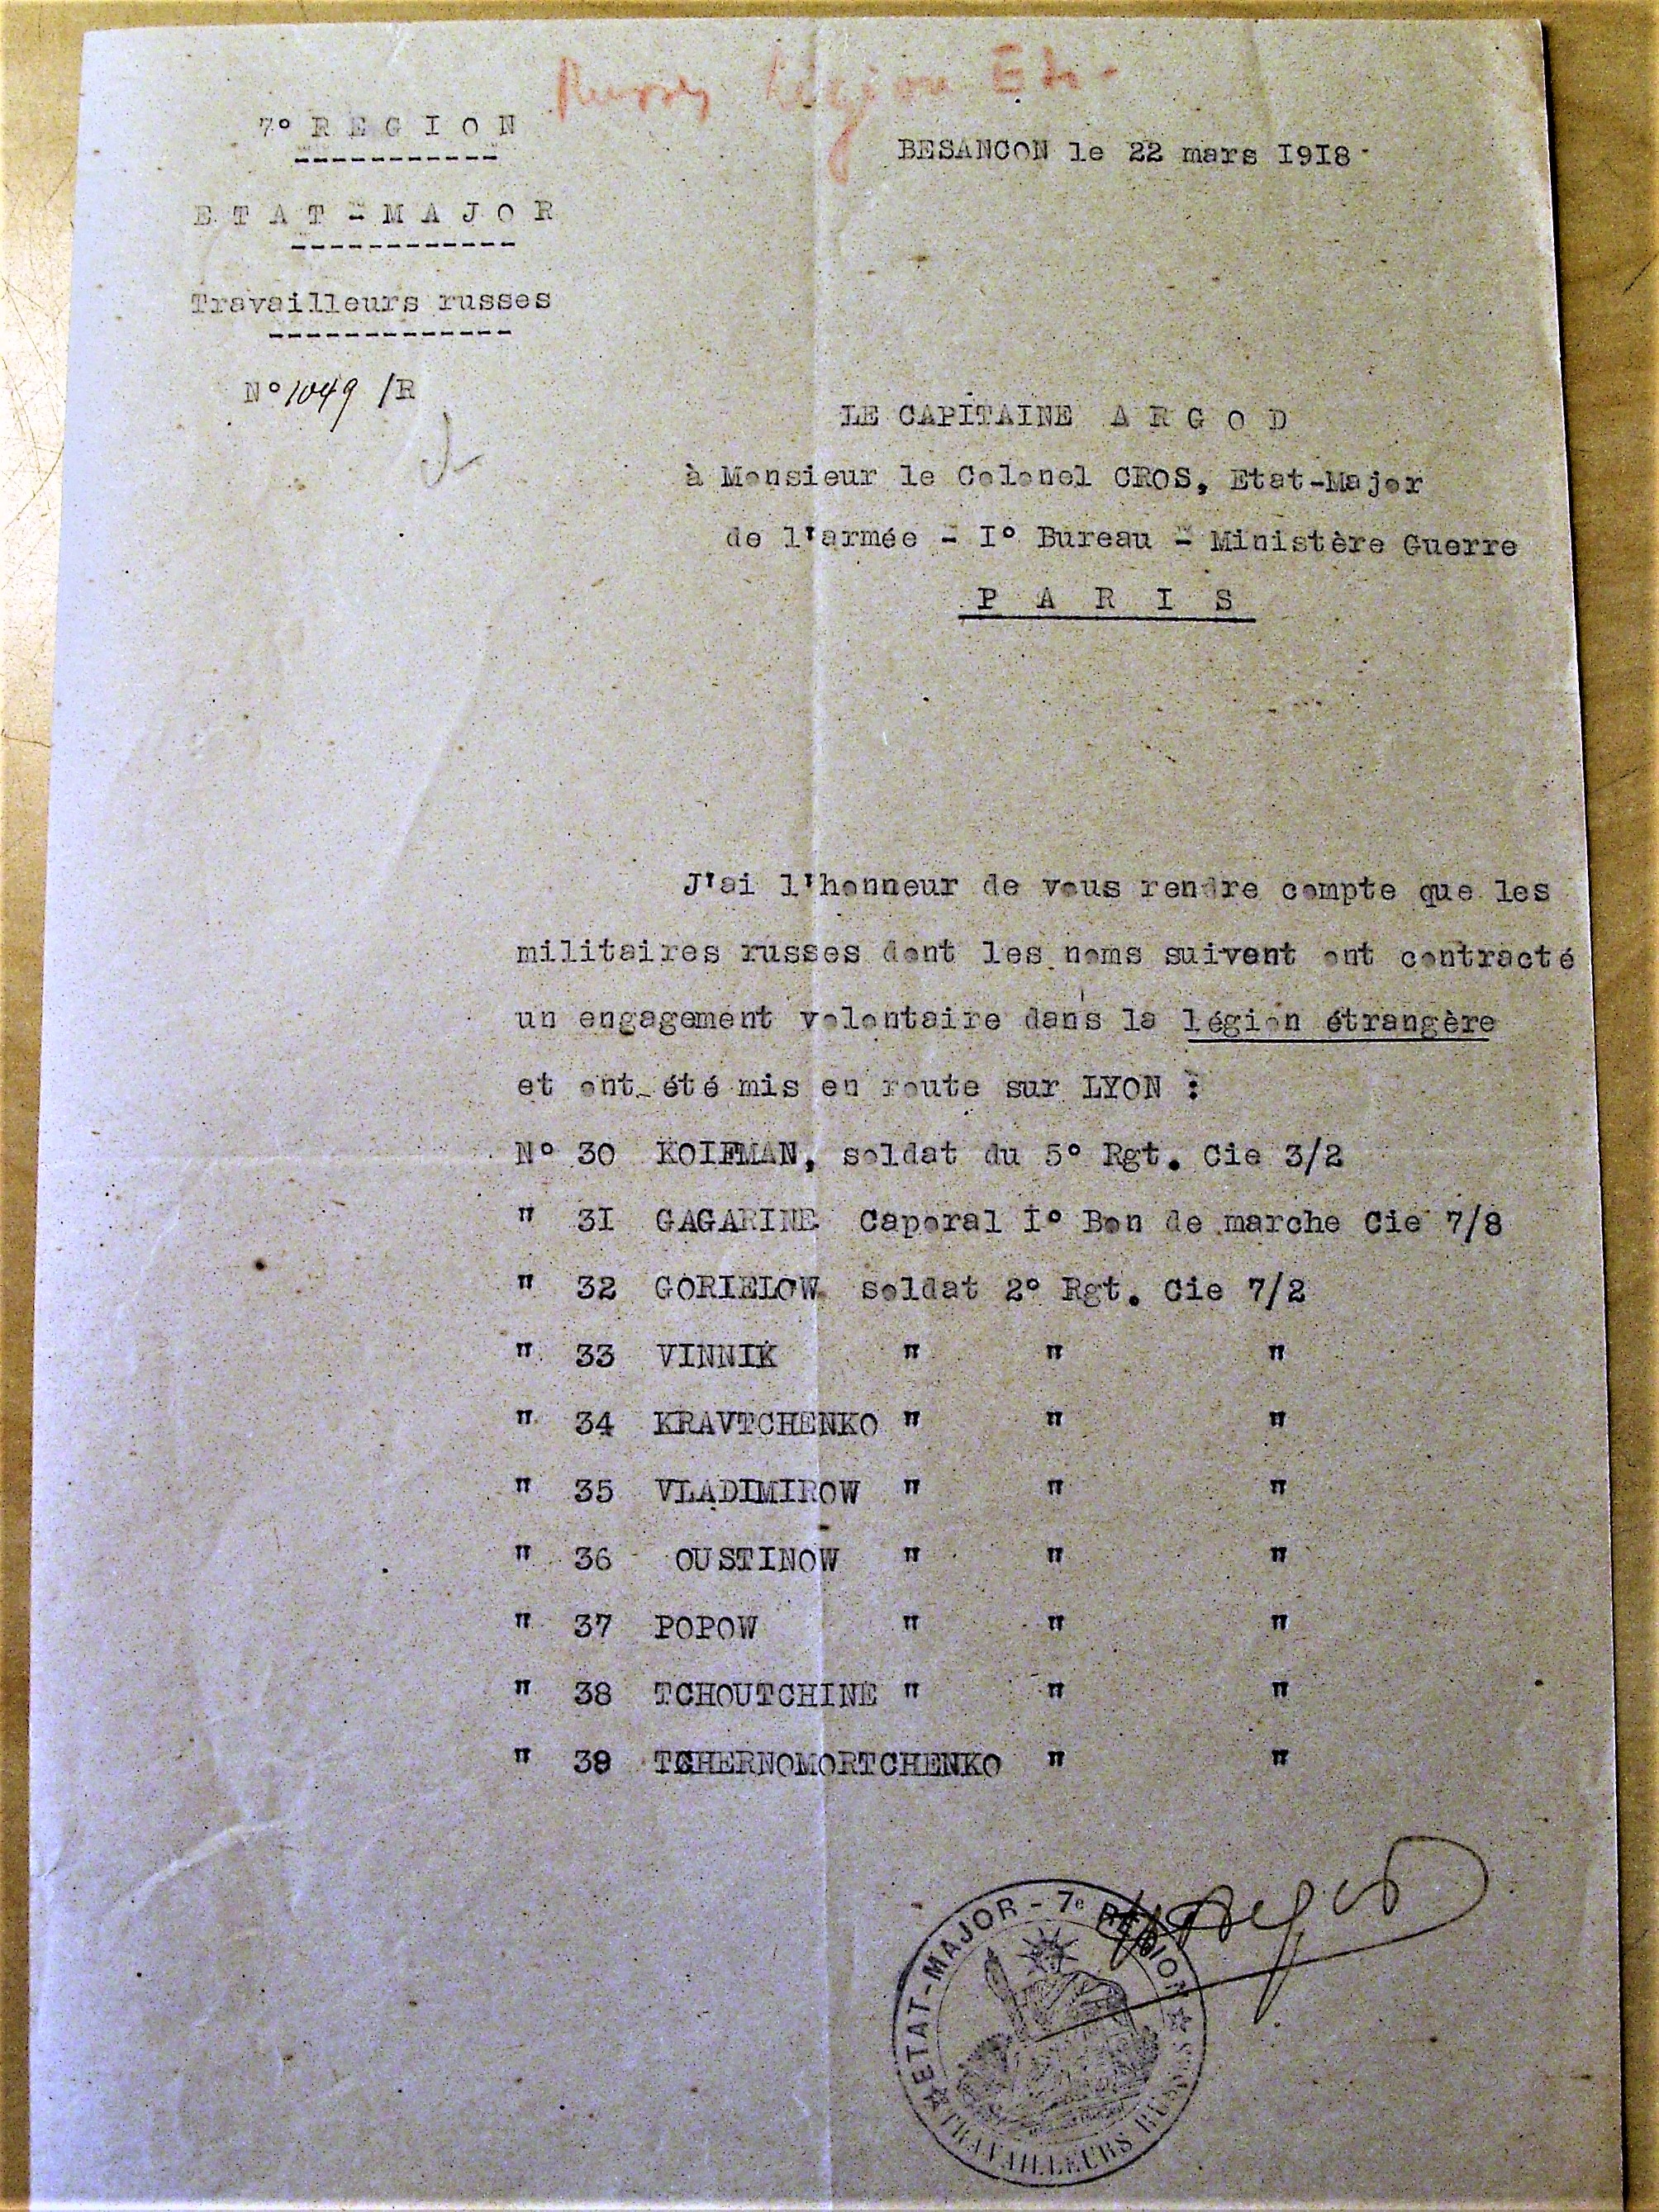 Russes Légion Etr.
7° REGION
BESANCON le 22 mars 1918
ETAT-MAJOR
Travailleurs russes
N° 1049 /R
LE CAPITAINE ARGOD
à Monsieur le Colonel CROS, Etat-Major
de l'armée - I° Bureau - Ministère Guerre
PARIS
J'ai l'honneur de vous rendre compte que les
militaires russes dont les noms suivent ont contracté
un engagement volontaire dans la légion étrangère
et ont été mis en route sur LYON :
N° 30 KOIFMAN, soldat du 5° Rgt. Cie 3/2
" 31 GAGARINE Caporal I° Bon de marche Cie 7/8
" 32 GORIELOW soldat 2° Rgt. Cie 7/2
" 33 VINNIK " " "
" 34 KRAVTCHENKO " " "
" 35 VLADIMIROW " " "
" 36 OUSTINOW " " "
" 37 POPOW " " "
" 38 TCHOUTCHINE " " "
" 39 TCHERNOMORTCHENKO " "
Argod
ETAT-MAJOR - 7e REGION
TRAVAILLEURS RUSSES